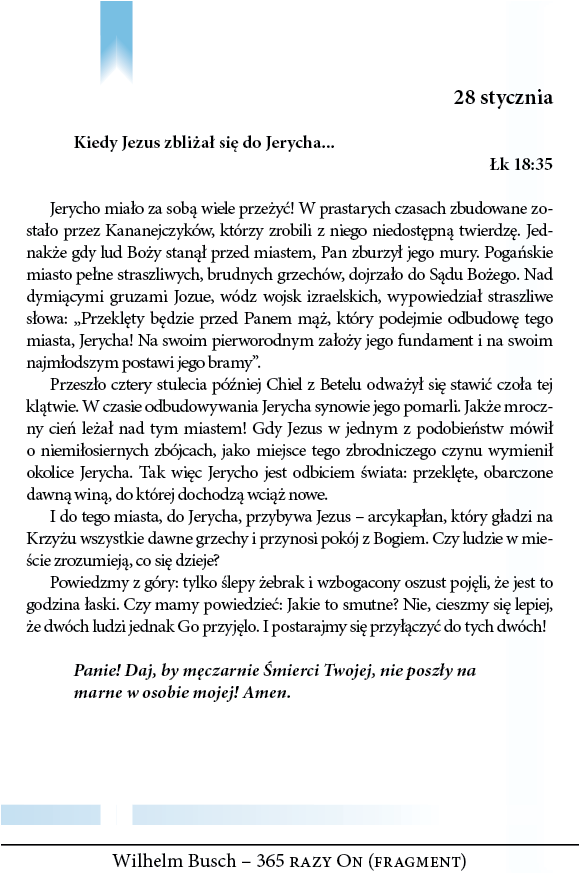 28 stycznia
Kiedy Jezus zbliżał się do Jerycha...
Łk 18:35
Jerycho miało za sobą wiele przeżyć! W prastarych czasach zbudowane zo-
stało przez Kananejczyków, którzy zrobili z niego niedostępną twierdzę. Jed-
nakże gdy lud Boży stanął przed miastem, Pan zburzył jego mury. Pogańskie
miasto pełne straszliwych, brudnych grzechów, dojrzało do Sądu Bożego. Nad
dymiącymi gruzami Jozue, wódz wojsk izraelskich, wypowiedział straszliwe
słowa: „Przeklęty będzie przed Panem mąż, który podejmie odbudowę tego
miasta, Jerycha! Na swoim pierworodnym założy jego fundament i na swoim
najmłodszym postawi jego bramy”.
Przeszło cztery stulecia później Chiel z Betelu odważył się stawić czoła tej
klątwie. W czasie odbudowywania Jerycha synowie jego pomarli. Jakże mrocz-
ny cień leżał nad tym miastem! Gdy Jezus w jednym z podobieństw mówił
o niemiłosiernych zbójcach, jako miejsce tego zbrodniczego czynu wymienił
okolice Jerycha. Tak więc Jerycho jest odbiciem świata: przeklęte, obarczone
dawną winą, do której dochodzą wciąż nowe.
I do tego miasta, do Jerycha, przybywa Jezus – arcykapłan, który gładzi na
Krzyżu wszystkie dawne grzechy i przynosi pokój z Bogiem. Czy ludzie w mie-
ście zrozumieją, co się dzieje?
Powiedzmy z góry: tylko ślepy żebrak i wzbogacony oszust pojęli, że jest to
godzina łaski. Czy mamy powiedzieć: Jakie to smutne? Nie, cieszmy się lepiej,
że dwóch ludzi jednak Go przyjęlo. I postarajmy się przyłączyć do tych dwóch!
Panie! Daj, by męczarnie Śmierci Twojej, nie poszły na
marne w osobie mojej! Amen.
Wilhelm Busch – 365 razy On (fragment)